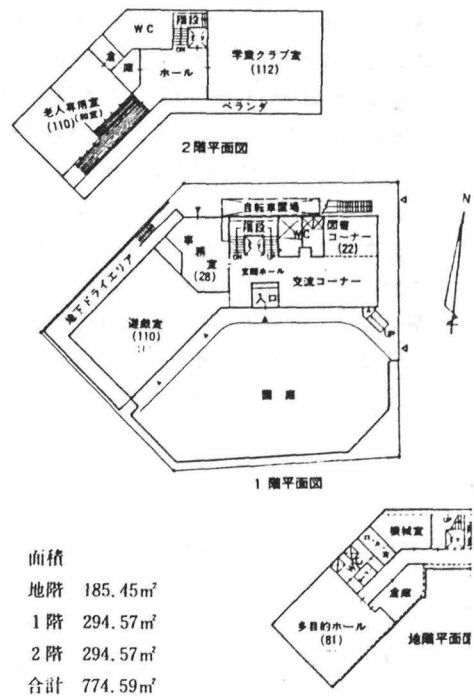 WC
階段
DN
倉
庫
ホール
学童クラブ室
(112)
老人専用室
(110)(和室)
ベランダ
2階平面図
自転車置場
階段
WC
図書
コーナー
(22)
事
務
室
(28)
DN
UP
玄関ホール
交流コーナー
入口
地下ドライエリア
遊戯室
(110)
UP
園庭
1階平面図
N
機械室
UP
WC
倉庫
多目的ホール
(81)
地階平面図
面積
地階 185.45㎡
1階 294.57㎡
2階 294.57㎡
合計 774.59㎡